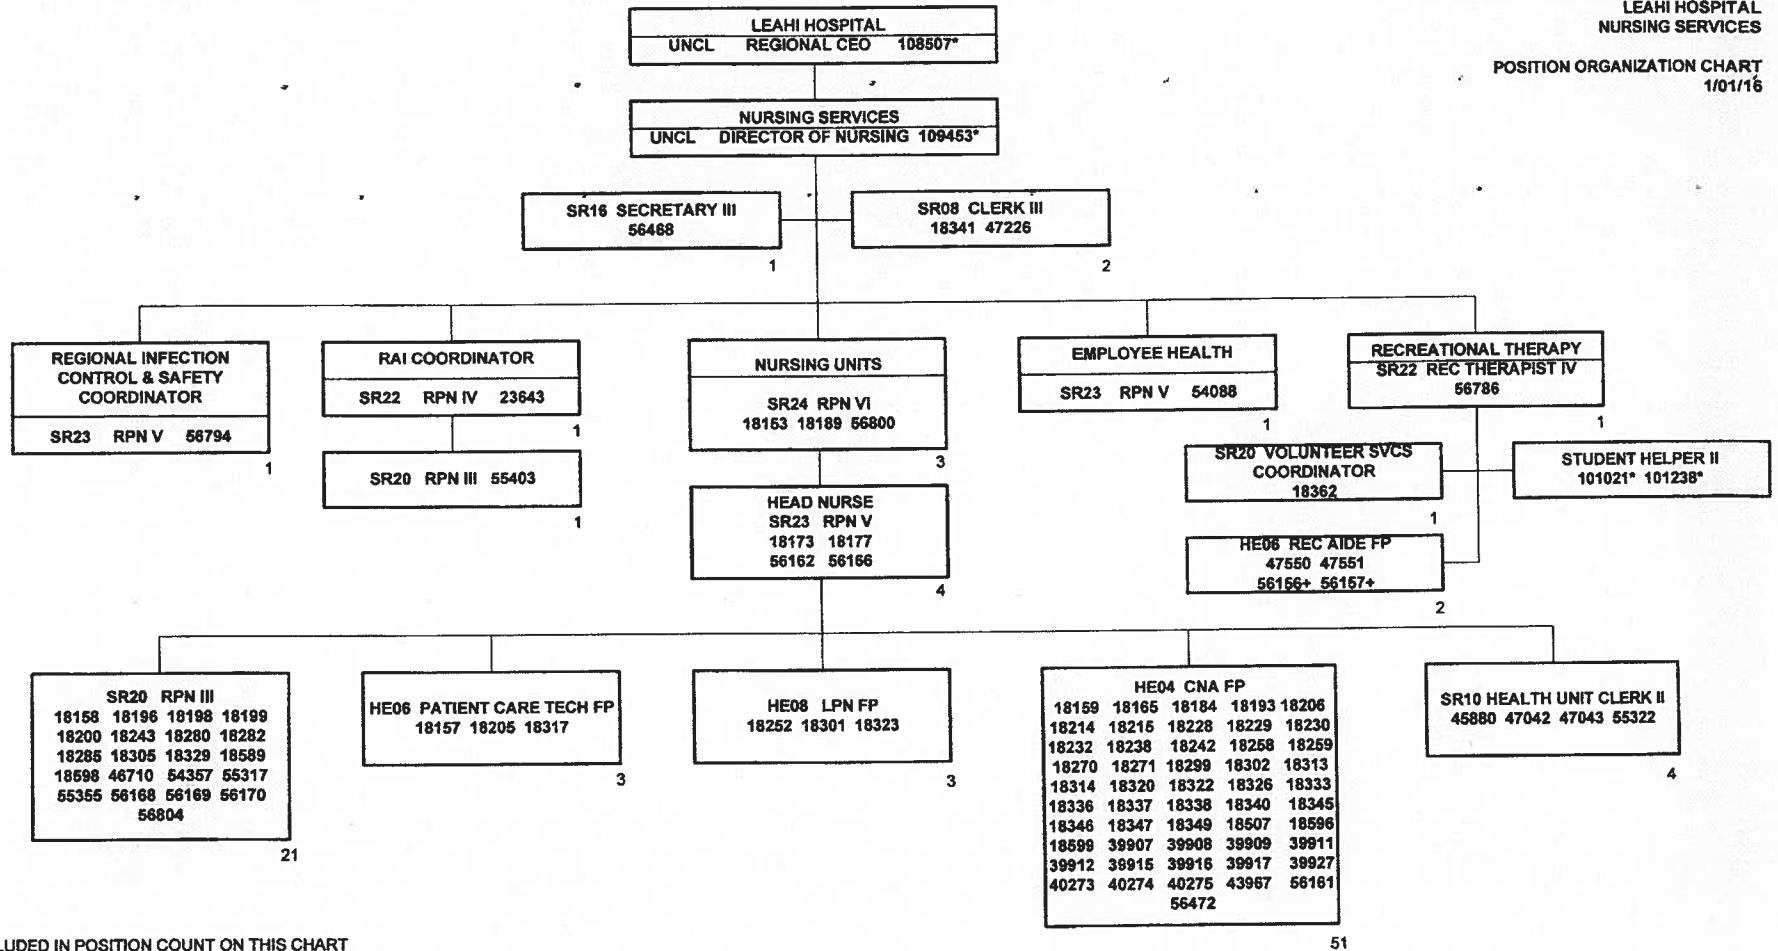 LEAHI HOSPITAL
NURSING SERVICES
POSITION ORGANIZATION CHART
1/01/16
LEAHI HOSPITAL
UNCL REGIONAL CEO 108507*
NURSING SERVICES
UNCL DIRECTOR OF NURSING 109453*
SR16 SECRETARY III
56468
1
SR08 CLERK III
18341 47226
2
REGIONAL INFECTION
CONTROL & SAFETY
COORDINATOR
SR23 RPN V 56794
1
RAI COORDINATOR
SR22 RPN IV 23643
1
SR20 RPN III 55403
1
NURSING UNITS
SR24 RPN VI
18153 18189 56800
3
HEAD NURSE
SR23 RPN V
18173 18177
56162 56166
4
EMPLOYEE HEALTH
SR23 RPN V 54088
1
RECREATIONAL THERAPY
SR22 REC THERAPIST IV
56786
1
SR20 VOLUNTEER SVCS
COORDINATOR
18362
1
STUDENT HELPER II
101021* 101238*
HE06 REC AIDE FP
47550 47551
56156+ 56157+
2
SR20 RPN III
18158 18196 18198 18199
18200 18243 18280 18282
18285 18305 18329 18589
18598 46710 54357 55317
55355 56168 56169 56170
56804
21
HE06 PATIENT CARE TECH FP
18157 18205 18317
3
HE08 LPN FP
18252 18301 18323
3
HE04 CNA FP
18159 18165 18184 18193 18206
18214 18215 18228 18229 18230
18232 18238 18242 18258 18259
18270 18271 18299 18302 18313
18314 18320 18322 18326 18333
18336 18337 18338 18340 18345
18346 18347 18349 18507 18596
18599 39907 39908 39909 39911
39912 39915 39916 39917 39927
40273 40274 40275 43967 56161
56472
51
SR10 HEALTH UNIT CLERK II
45880 47042 47043 55322
4
LUDED IN POSITION COUNT ON THIS CHART